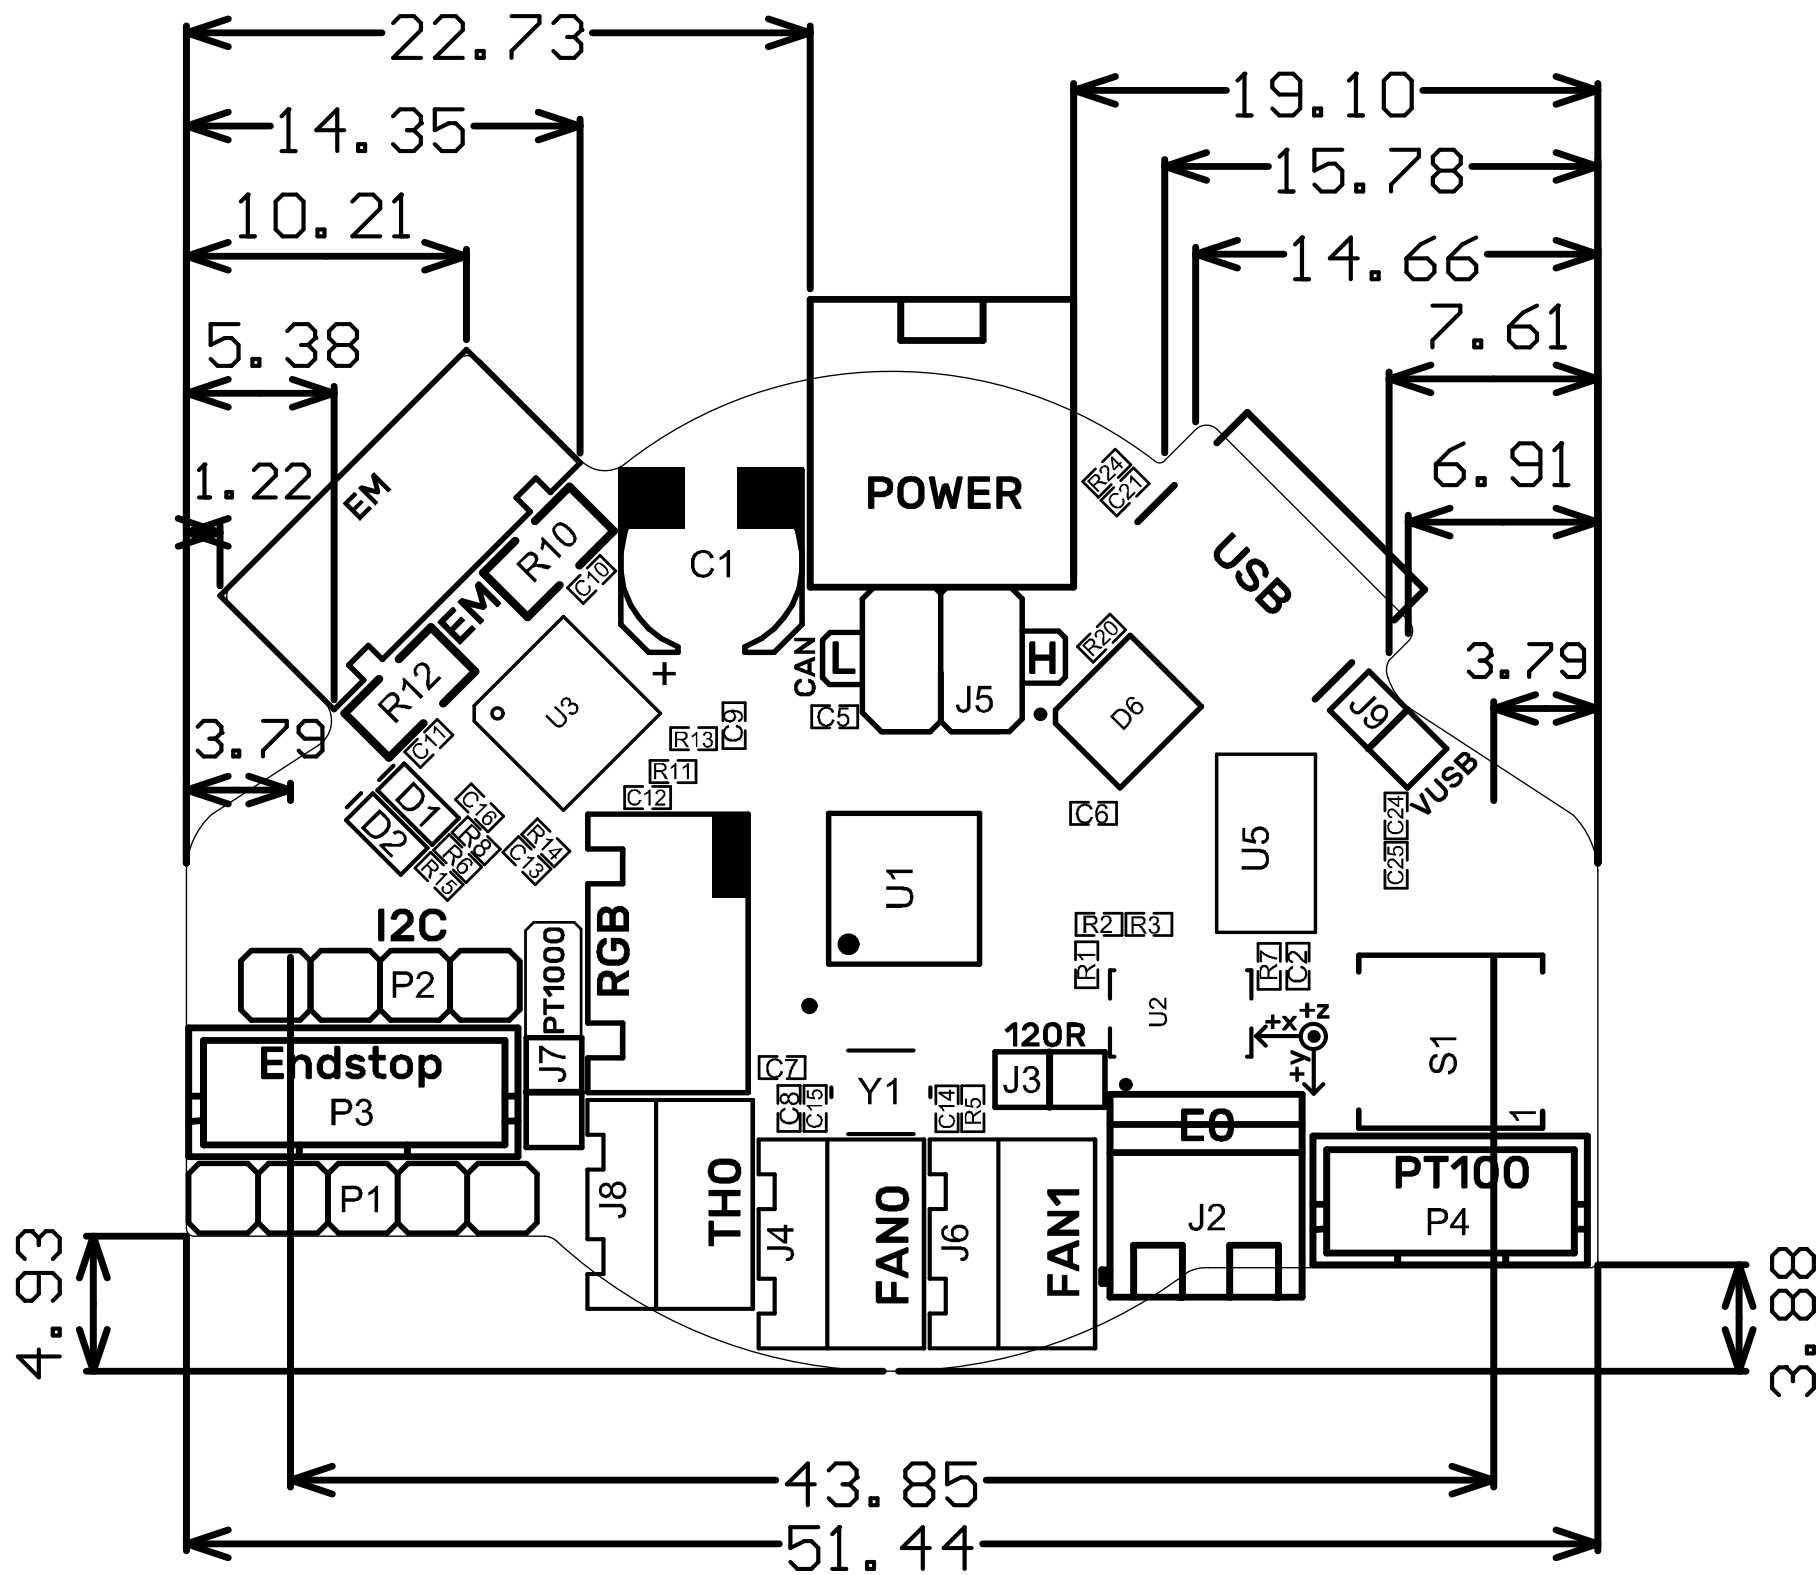 22.73
19.10
14.35
15.78
10.21
14.66
7.61
5.38
6.91
1.22
3.79
3.79
EM
POWER
R24
C21
R10
C10
C1
USB
EM
R12
CAN
L
H
+
J5
R20
U3
C5
D6
J9
VUSB
C11
R13
C9
R11
C12
D1
D2
C16
R8
R6
R15
R14
C13
C6
U5
C24
C25
U1
I2C
P2
PT1000
RGB
R2
R3
R1
R7
C2
U2
+x
+z
+y
120R
S1
1
Endstop
P3
J7
C7
C8
C15
Y1
C14
R5
J3
E0
P1
J8
TH0
J4
FAN0
J6
FAN1
J2
PT100
P4
4.93
3.88
43.85
51.44